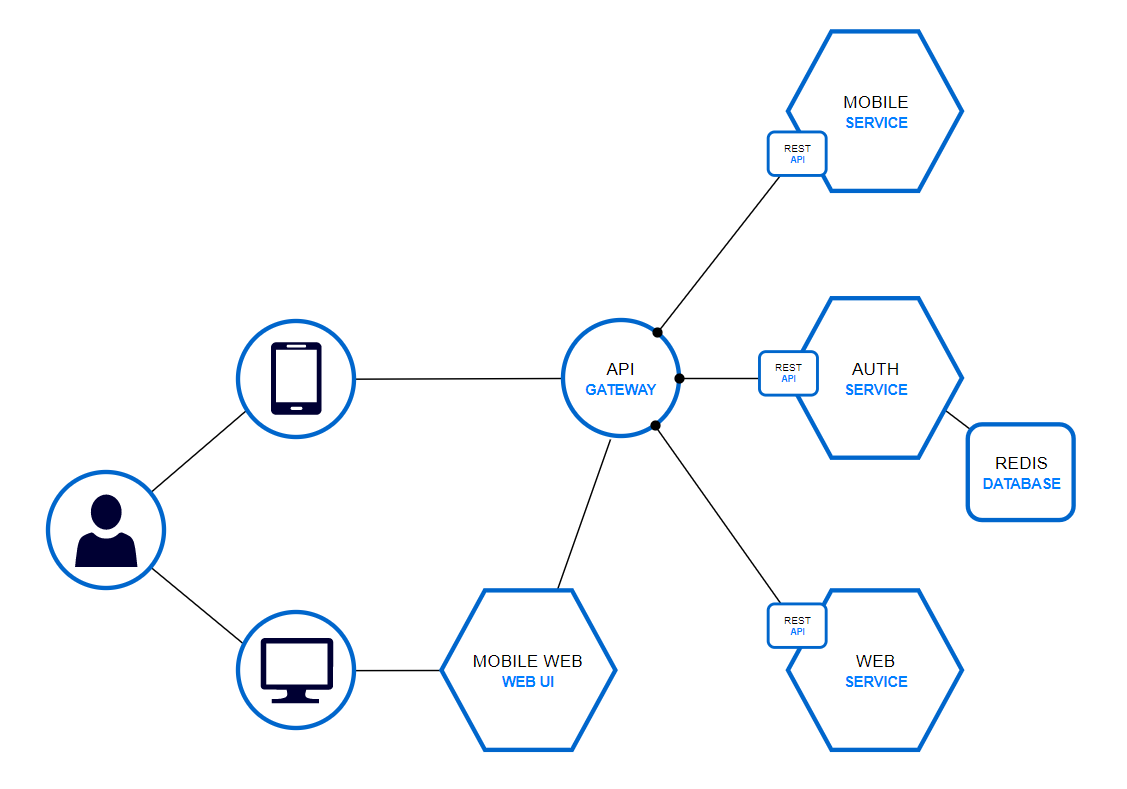 MOBILE
SERVICE
REST
API
API
GATEWAY
REST
API
AUTH
SERVICE
REDIS
DATABASE
REST
API
MOBILE WEB
WEB UI
WEB
SERVICE